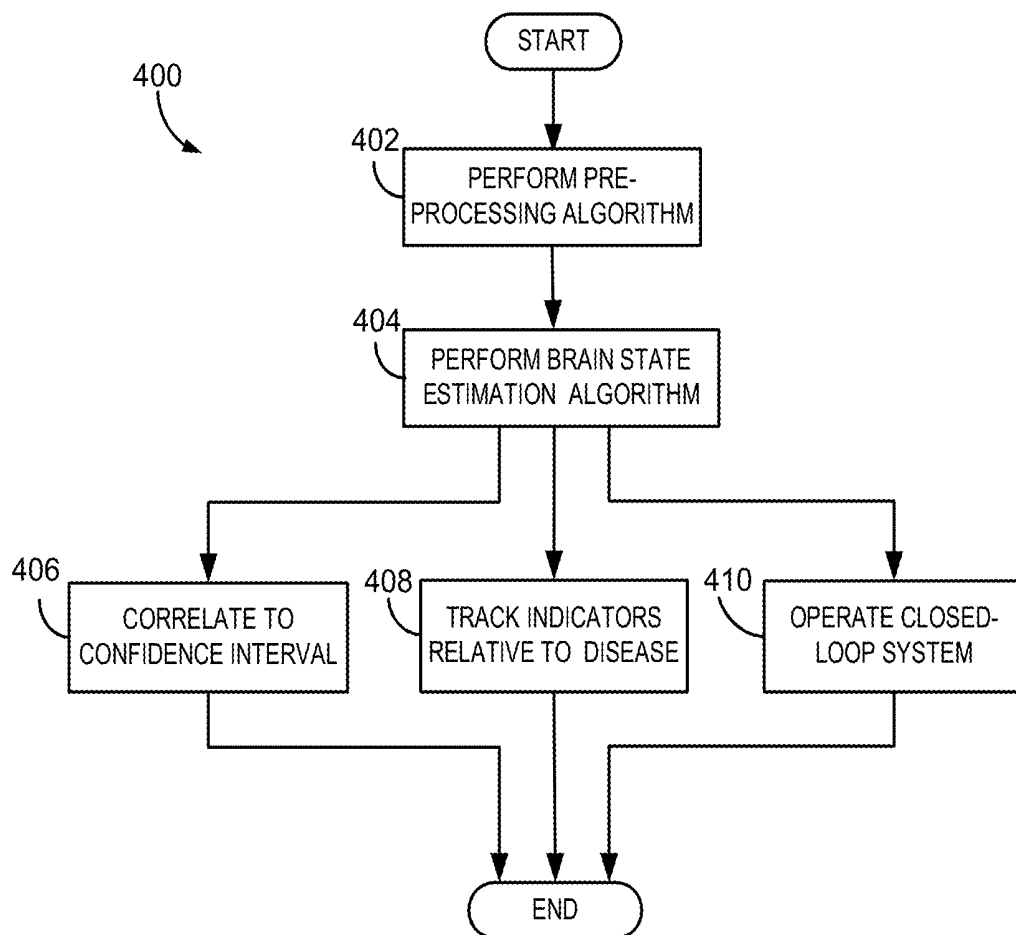 START
400
402
PERFORM PRE-
PROCESSING ALGORITHM
404
PERFORM BRAIN STATE
ESTIMATION ALGORITHM
406
CORRELATE TO
CONFIDENCE INTERVAL
408
TRACK INDICATORS
RELATIVE TO DISEASE
410
OPERATE CLOSED-
LOOP SYSTEM
END